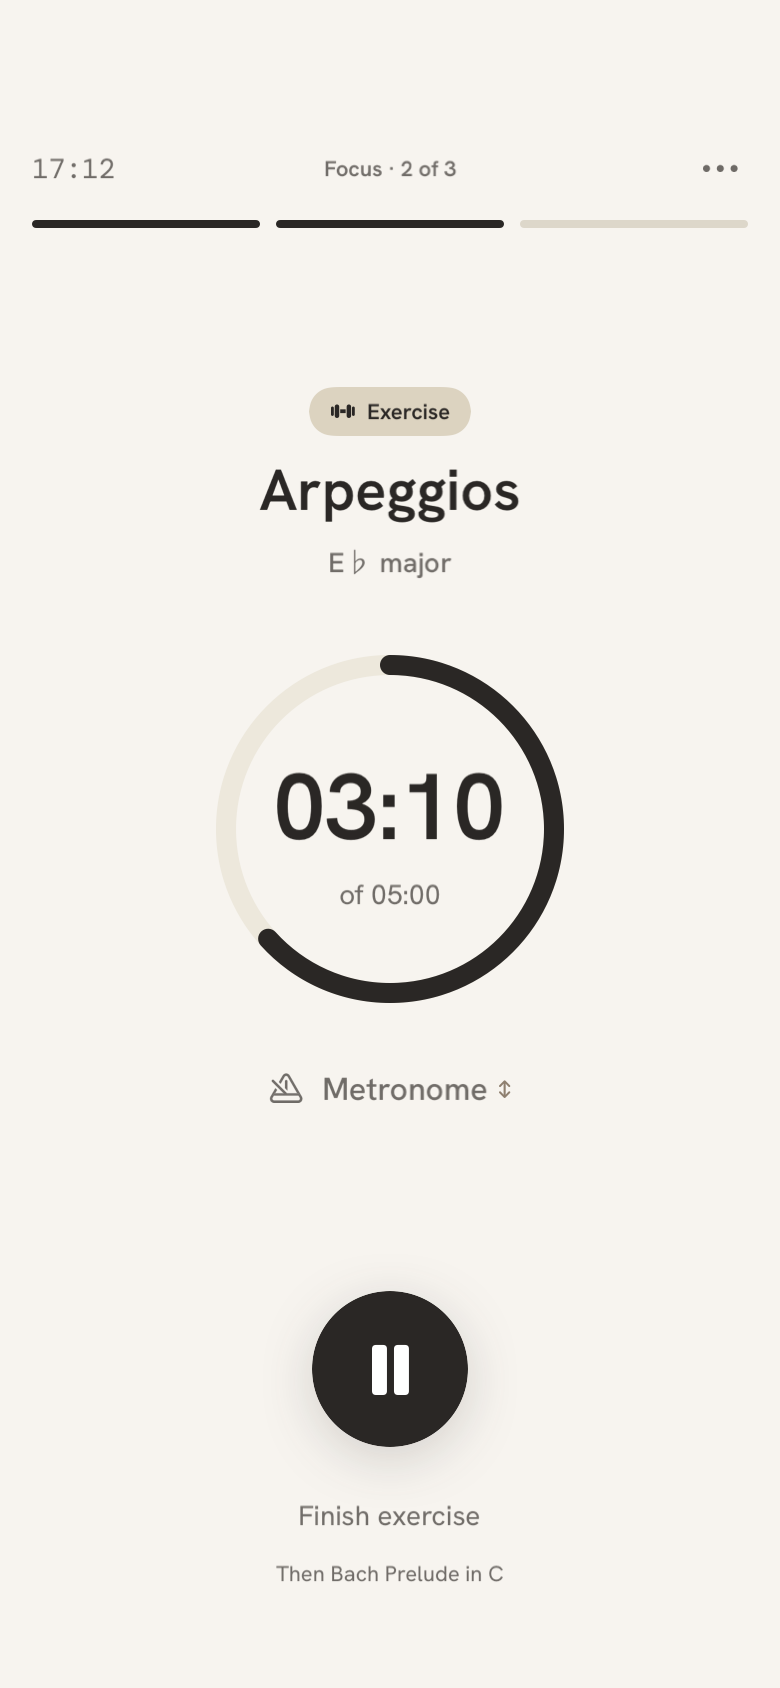 17:12
Focus · 2 of 3
Exercise
Arpeggios
E♭ major
03:10
of 05:00
Metronome
Finish exercise
Then Bach Prelude in C